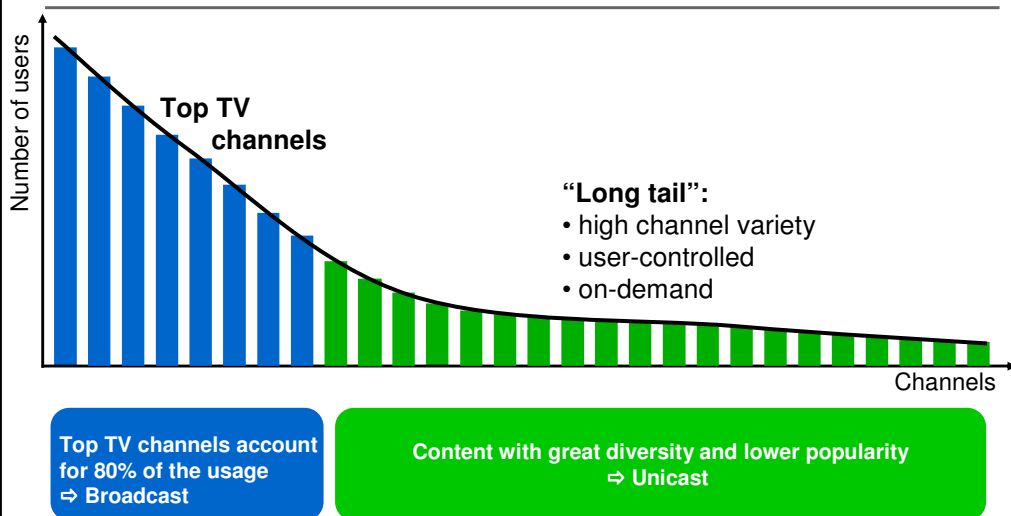 Number of users
Top TV
channels
“Long tail”:
• high channel variety
• user-controlled
• on-demand
Channels
Top TV channels account
for 80% of the usage
⇨ Broadcast
Content with great diversity and lower popularity
⇨ Unicast